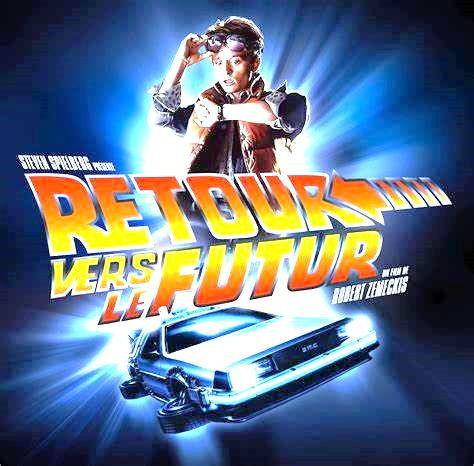 STEVEN SPIELBERG PRÉSENTE
RETOUR
VERS
LE FUTUR
UN FILM DE
ROBERT ZEMECKIS
DMC